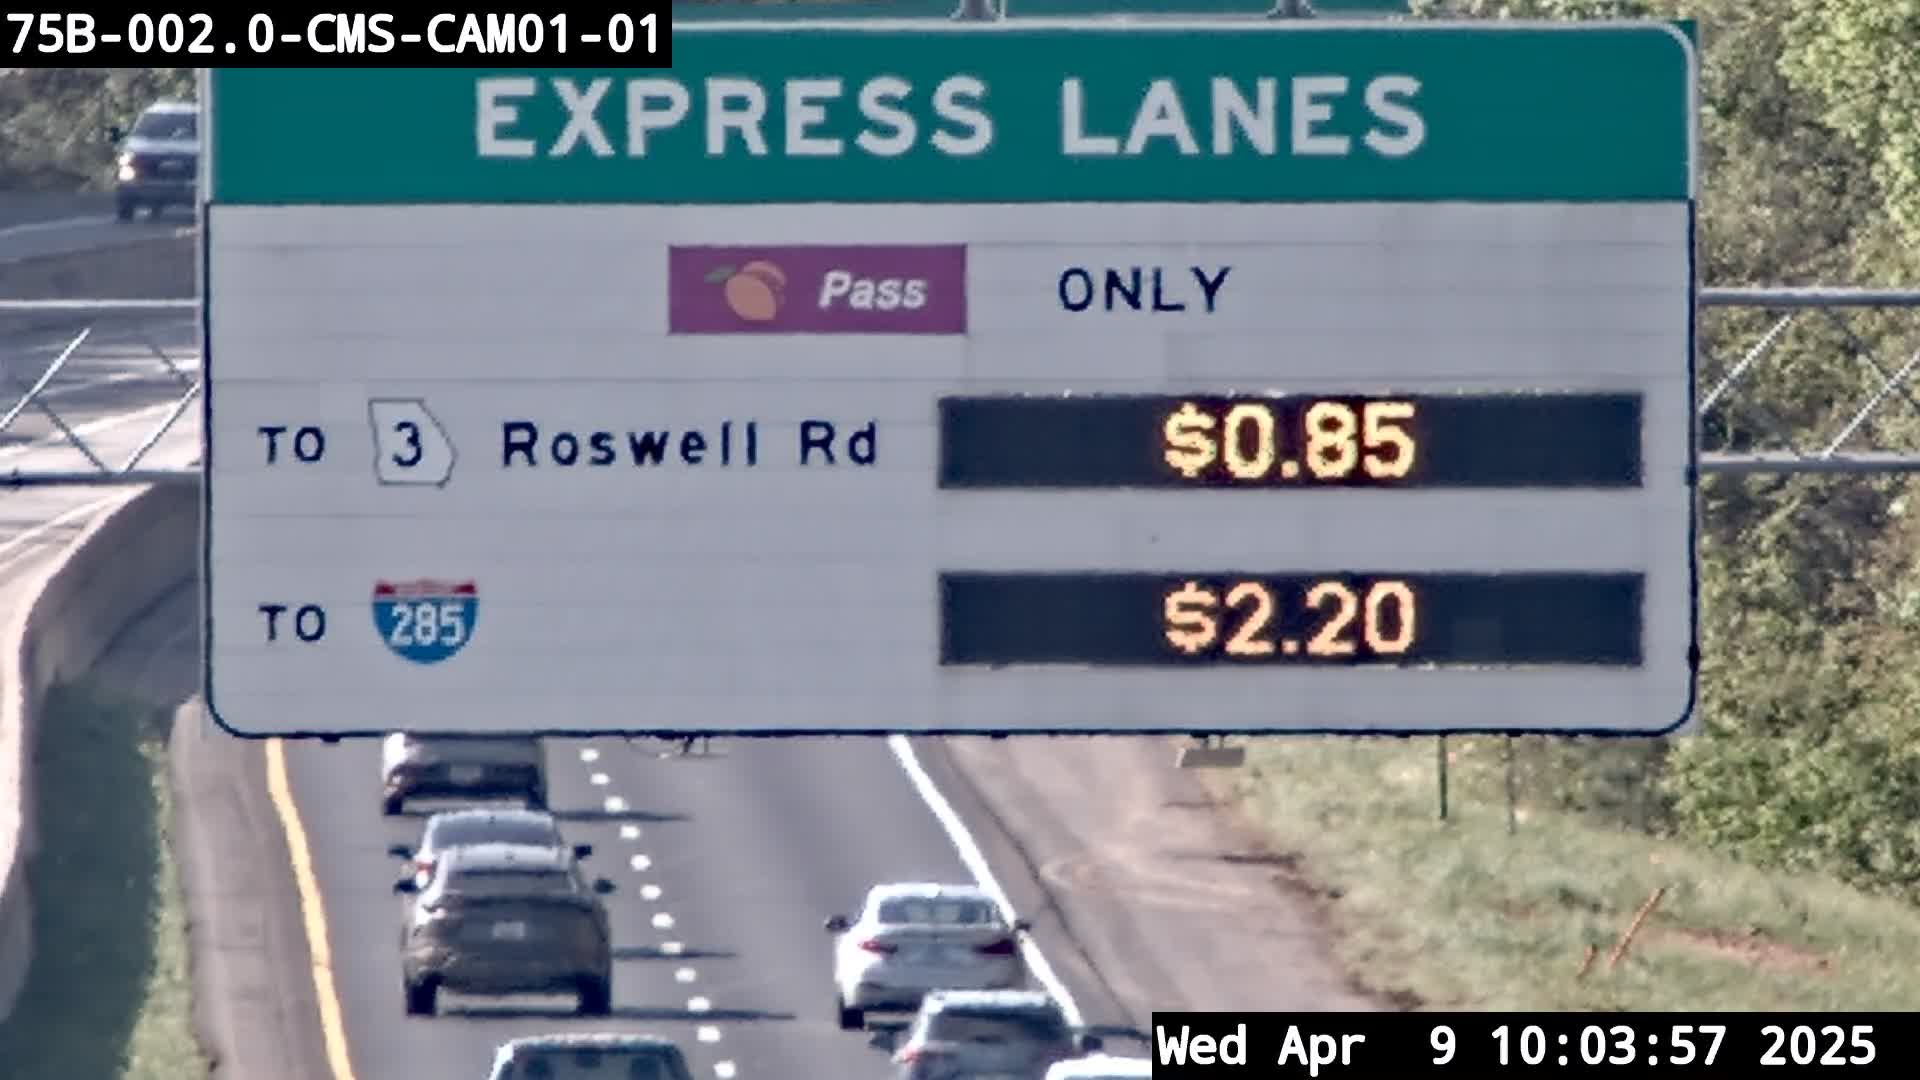 75B-002.0-CMS-CAM01-01
EXPRESS LANES
Pass ONLY
TO 3 Roswell Rd $0.85
TO 285 $2.20
Wed Apr 9 10:03:57 2025